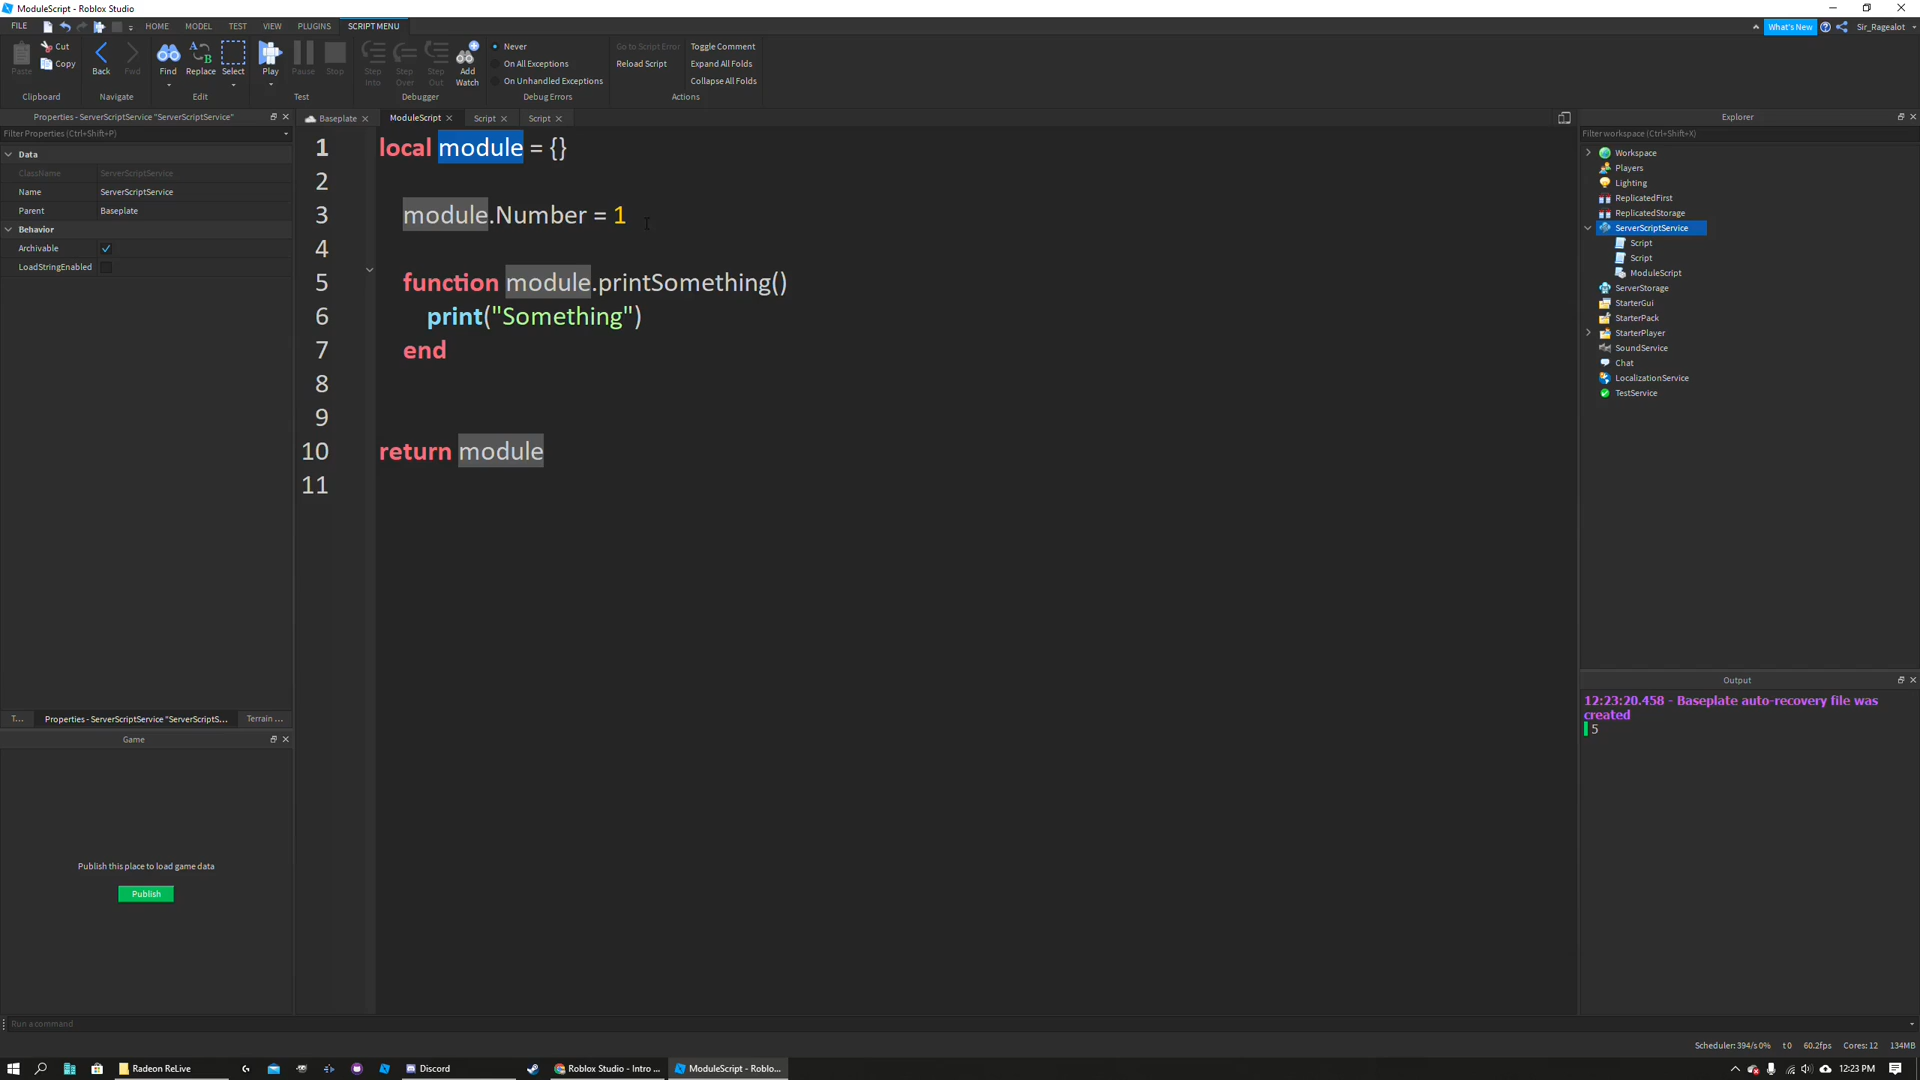 ModuleScript - Roblox Studio
FILE HOME MODEL TEST VIEW PLUGINS SCRIPT MENU What's New Sir_Ragealot
Paste Cut Copy Clipboard
Back Fwd Navigate
Find Replace Select Edit
Play Pause Stop Test
Step Into Step Over Step Out Add Watch Debugger
Never
On All Exceptions
On Unhandled Exceptions
Debug Errors
Go to Script Error Toggle Comment
Reload Script Expand All Folds
Collapse All Folds
Actions
Properties - ServerScriptService "ServerScriptService"
Filter Properties (Ctrl+Shift+P)
Data
ClassName ServerScriptService
Name ServerScriptService
Parent Baseplate
Behavior
Archivable
LoadStringEnabled
T... Properties - ServerScriptService "ServerScriptS... Terrain ...
Game
Publish this place to load game data
Publish
Baseplate ModuleScript Script Script
1 local module = {}
2
3 module.Number = 1
4
5 function module.printSomething()
6 print("Something")
7 end
8
9
10 return module
11
Explorer
Filter workspace (Ctrl+Shift+X)
Workspace
Players
Lighting
ReplicatedFirst
ReplicatedStorage
ServerScriptService
Script
Script
ModuleScript
ServerStorage
StarterGui
StarterPack
StarterPlayer
SoundService
Chat
LocalizationService
TestService
Output
12:23:20.458 - Baseplate auto-recovery file was
created
5
Run a command
Scheduler: 394/s 0% t 0 60.2fps Cores: 12 134MB
Radeon ReLive Discord Roblox Studio - Intro ... ModuleScript - Roblo... 12:23 PM